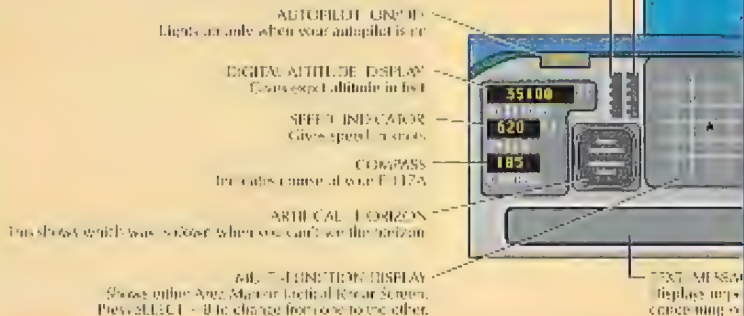 AUTOPILOT ON/OFF
Lights up only when your autopilot is on
DIGITAL ALTITUDE DISPLAY
Gives exact altitude in feet
35100
SPEED INDICATOR
Gives speed in knots
620
COMPASS
Indicates course of your F-117A
185
ARTIFICAL HORIZON
This shows which way is down when you can't see the horizon
MULTI-FUNCTION DISPLAY
Shows either Area Map or Tactical Radar Screen.
Press SELECT + B to change from one to the other.
TEXT MESSA
Displays
concerning